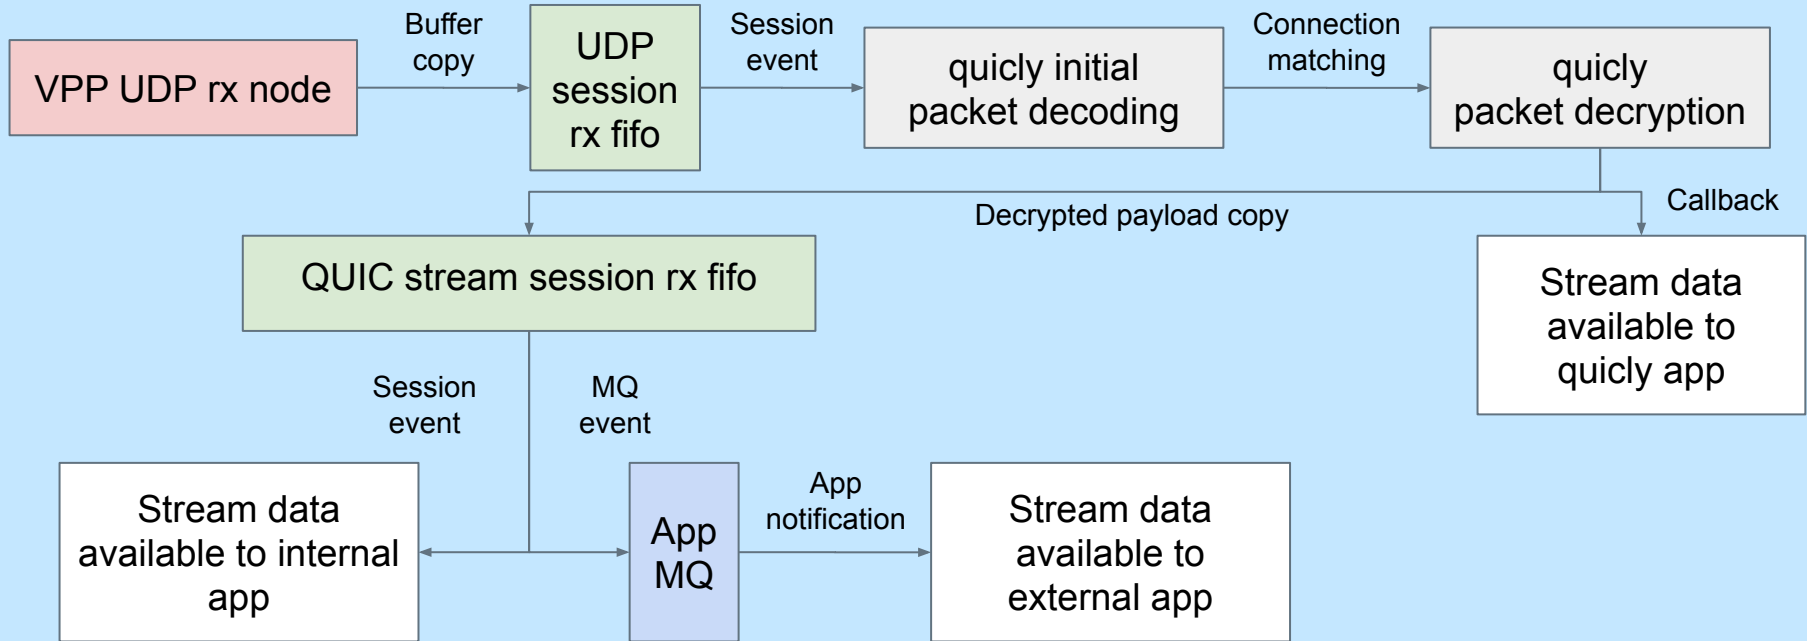 VPP UDP rx node
Buffer
copy
UDP
session
rx fifo
Session
event
quicly initial
packet decoding
Connection
matching
quicly
packet decryption
Decrypted payload copy
Callback
QUIC stream session rx fifo
Stream data
available to
quicly app
Session
event
MQ
event
Stream data
available to internal
app
App
MQ
App
notification
Stream data
available to
external app